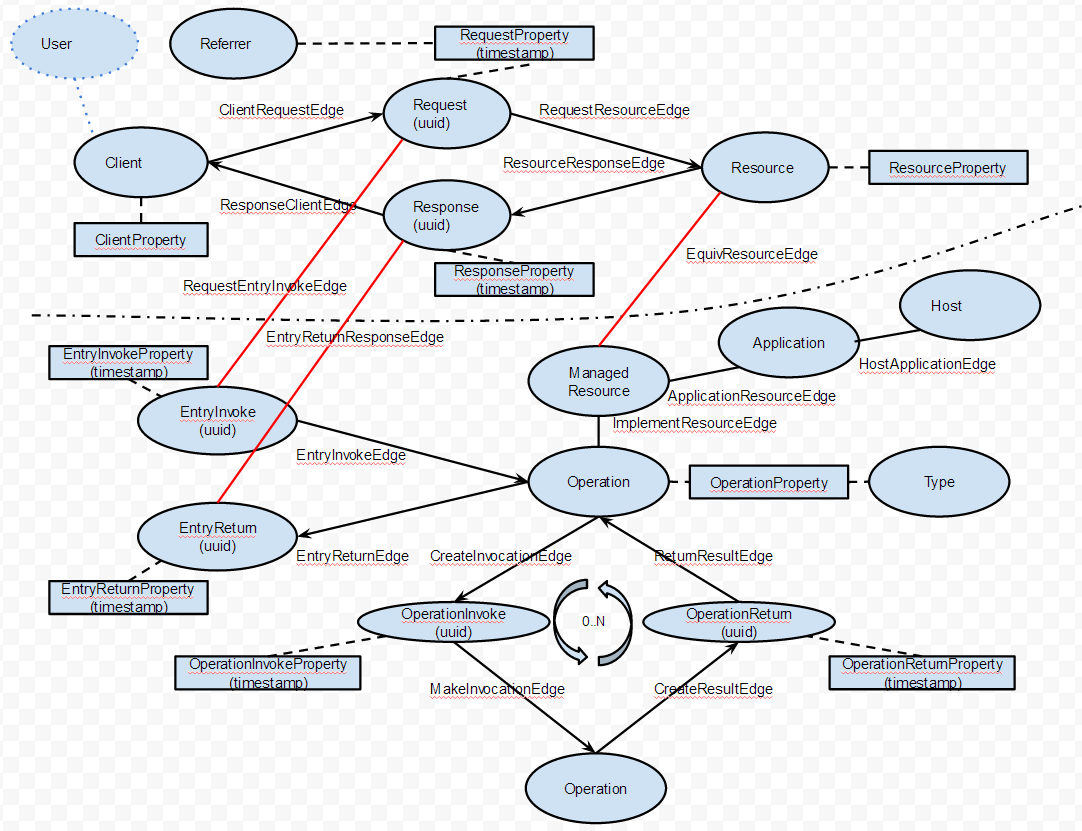 User
Referrer
RequestProperty
(timestamp)
ClientRequestEdge
Request
(uuid)
RequestResourceEdge
Client
ResourceResponseEdge
Resource
ResourceProperty
ResponseClientEdge
Response
(uuid)
ClientProperty
EquivResourceEdge
ResponseProperty
(timestamp)
RequestEntryInvokeEdge
Host
EntryReturnResponseEdge
Application
EntryInvokeProperty
(timestamp)
HostApplicationEdge
Managed
Resource
ApplicationResourceEdge
EntryInvoke
(uuid)
ImplementResourceEdge
EntryInvokeEdge
Operation
OperationProperty
Type
EntryReturn
(uuid)
EntryReturnEdge
CreateInvocationEdge
ReturnResultEdge
EntryReturnProperty
(timestamp)
OperationInvoke
(uuid)
0..N
OperationReturn
(uuid)
OperationInvokeProperty
(timestamp)
OperationReturnProperty
(timestamp)
MakeInvocationEdge
CreateResultEdge
Operation